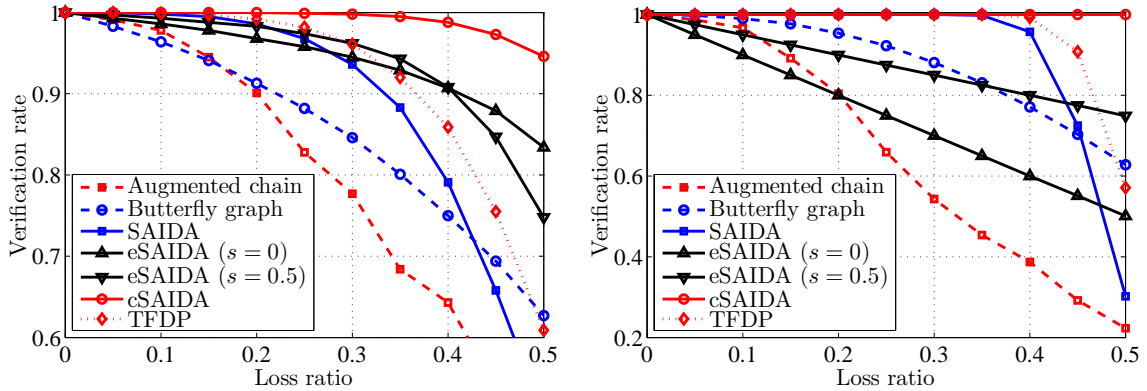 1
0.9
0.8
0.7
0.6
Verification rate
Augmented chain
Butterfly graph
SAIDA
eSAIDA (s = 0)
eSAIDA (s = 0.5)
cSAIDA
TFDP
0 0.1 0.2 0.3 0.4 0.5
Loss ratio
1
0.8
0.6
0.4
0.2
Verification rate
Augmented chain
Butterfly graph
SAIDA
eSAIDA (s = 0)
eSAIDA (s = 0.5)
cSAIDA
TFDP
0 0.1 0.2 0.3 0.4 0.5
Loss ratio